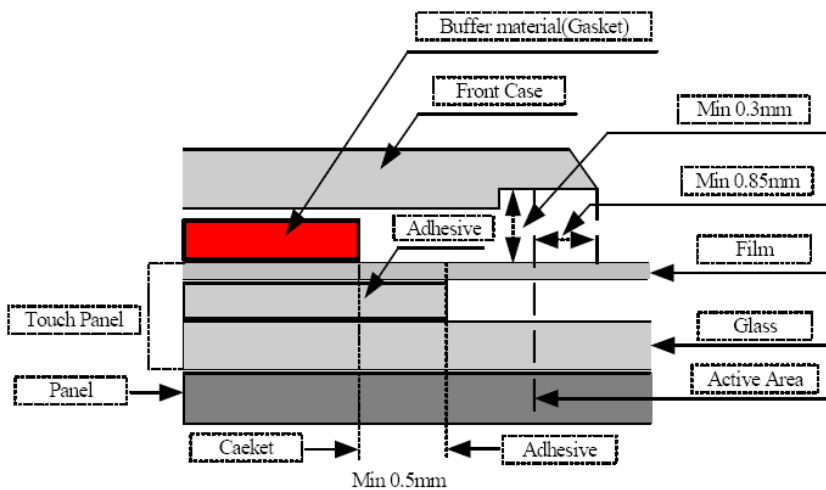 Buffer material(Gasket)
Front Case
Min 0.3mm
Min 0.85mm
Adhesive
Film
Touch Panel
Glass
Panel
Active Area
Caeket
Adhesive
Min 0.5mm